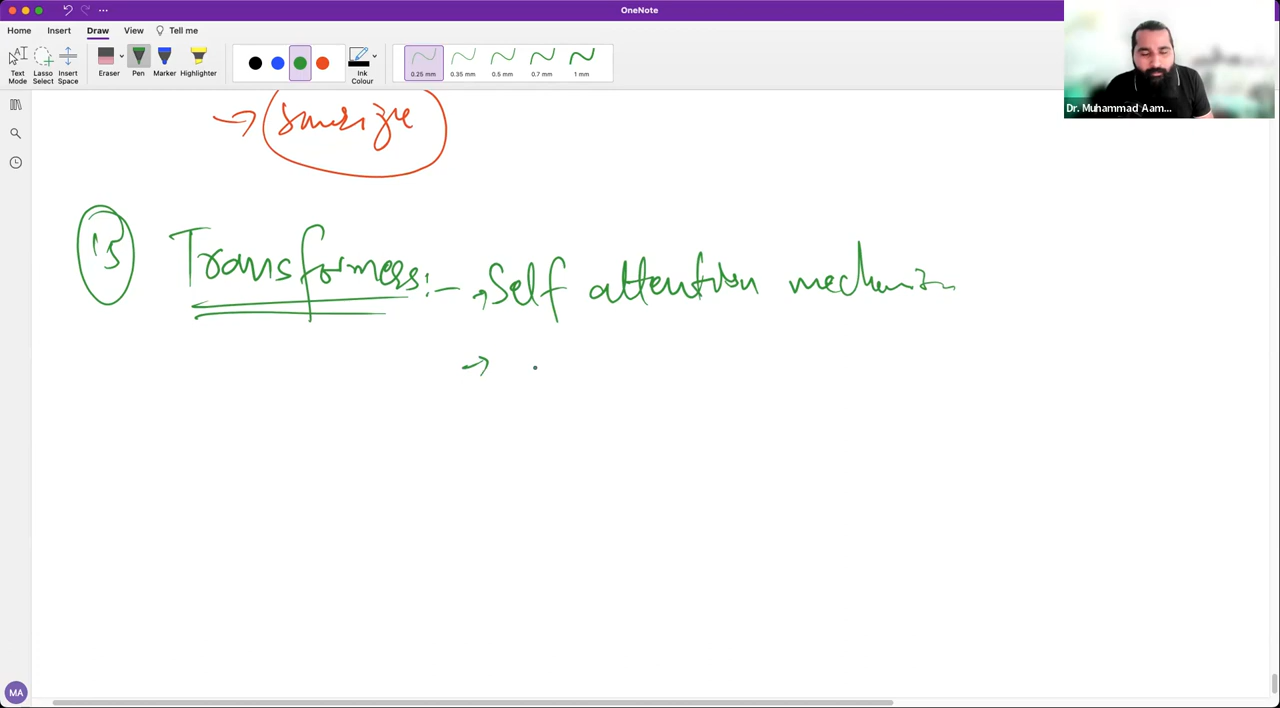 OneNote
Home Insert Draw View Tell me
Text Mode Lasso Select Insert Space Eraser Pen Marker Highlighter Ink Colour 0.25 mm 0.35 mm 0.5 mm 0.7 mm 1 mm
Dr. Muhammad Aam...
→
15 Transformers:- → Self attention mechanism
→
MA